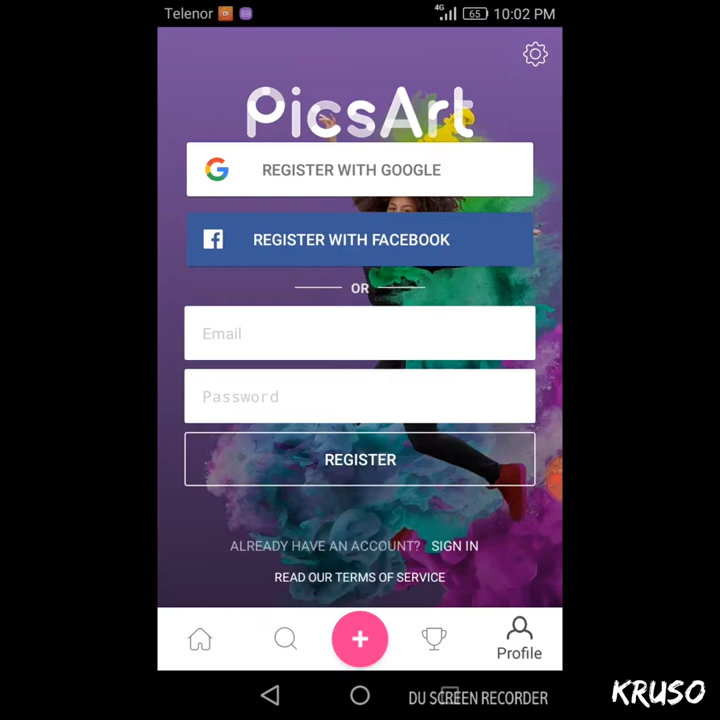 Telenor
4G
65
10:02 PM
PicsArt
REGISTER WITH GOOGLE
REGISTER WITH FACEBOOK
OR
Email
Password
REGISTER
ALREADY HAVE AN ACCOUNT? SIGN IN
READ OUR TERMS OF SERVICE
Profile
DU SCREEN RECORDER
KRUSO